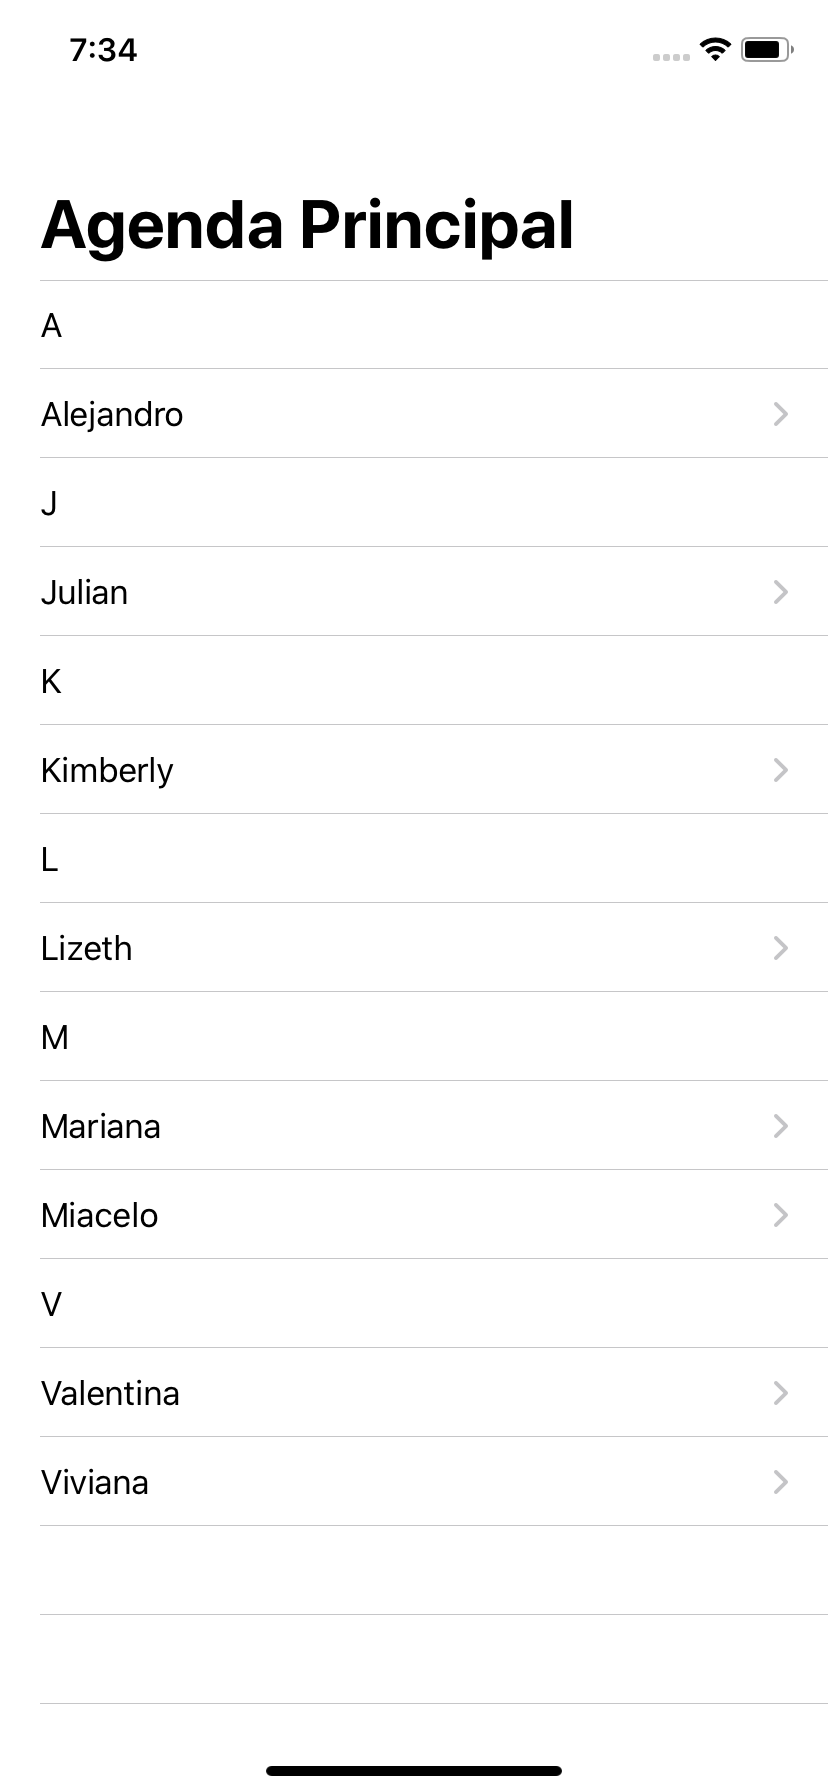 7:34
Agenda Principal
A
Alejandro
J
Julian
K
Kimberly
L
Lizeth
M
Mariana
Miacelo
V
Valentina
Viviana